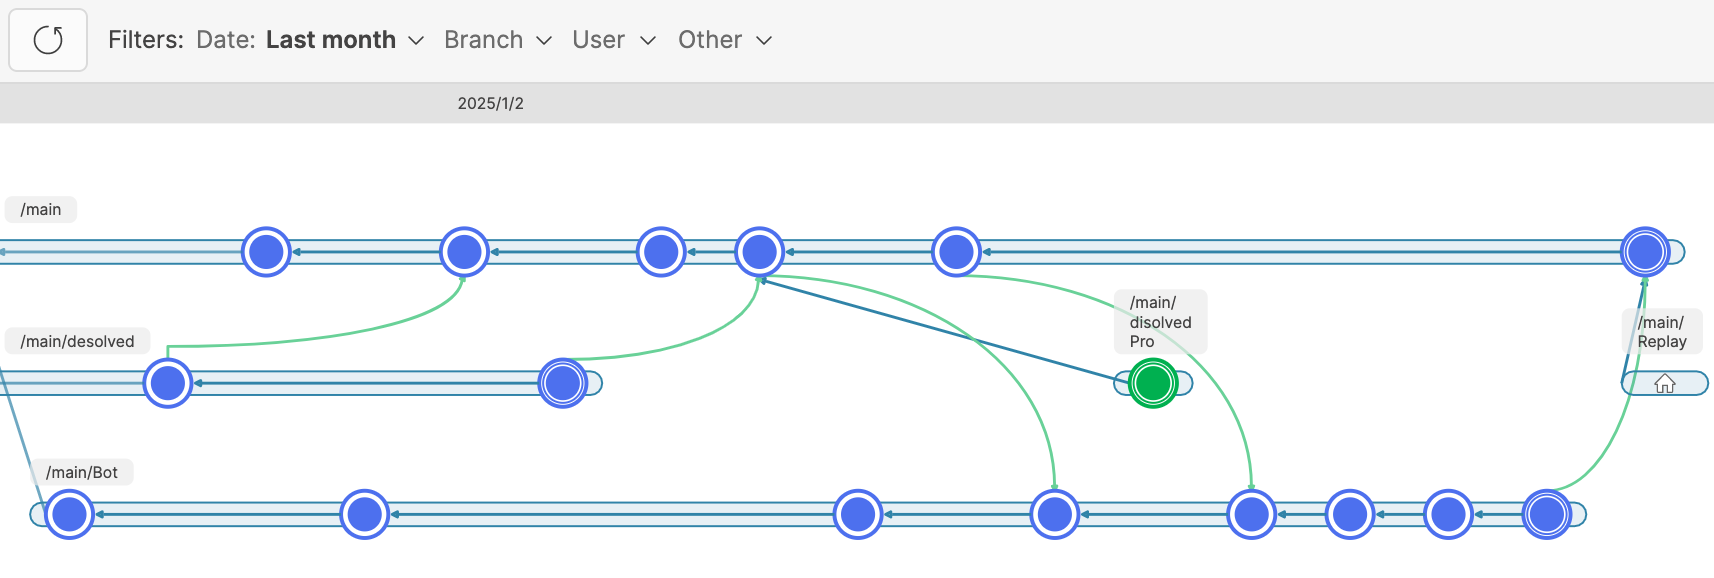 Filters: Date: Last month Branch User Other
2025/1/2
/main
/main/
disolved
Pro
/main/desolved
/main/
Replay
/main/Bot